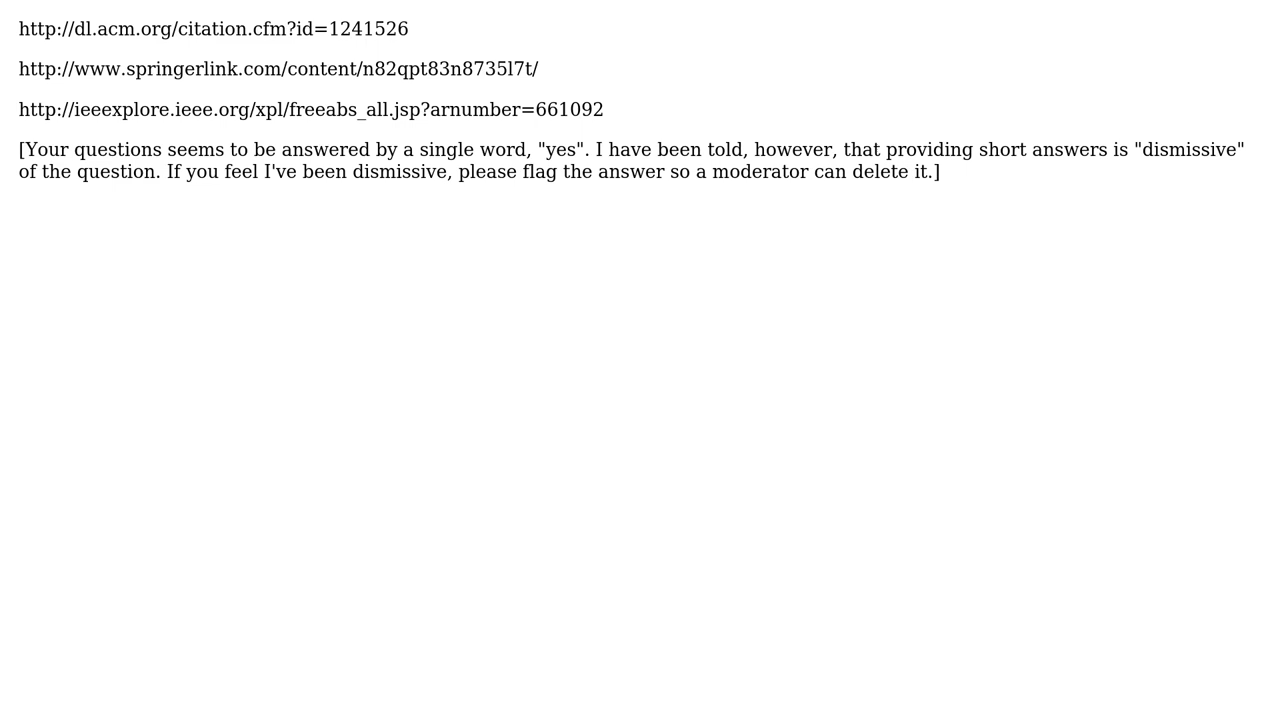 http://dl.acm.org/citation.cfm?id=1241526
http://www.springerlink.com/content/n82qpt83n8735l7t/
http://ieeexplore.ieee.org/xpl/freeabs_all.jsp?arnumber=661092
[Your questions seems to be answered by a single word, "yes". I have been told, however, that providing short answers is "dismissive"
of the question. If you feel I've been dismissive, please flag the answer so a moderator can delete it.]